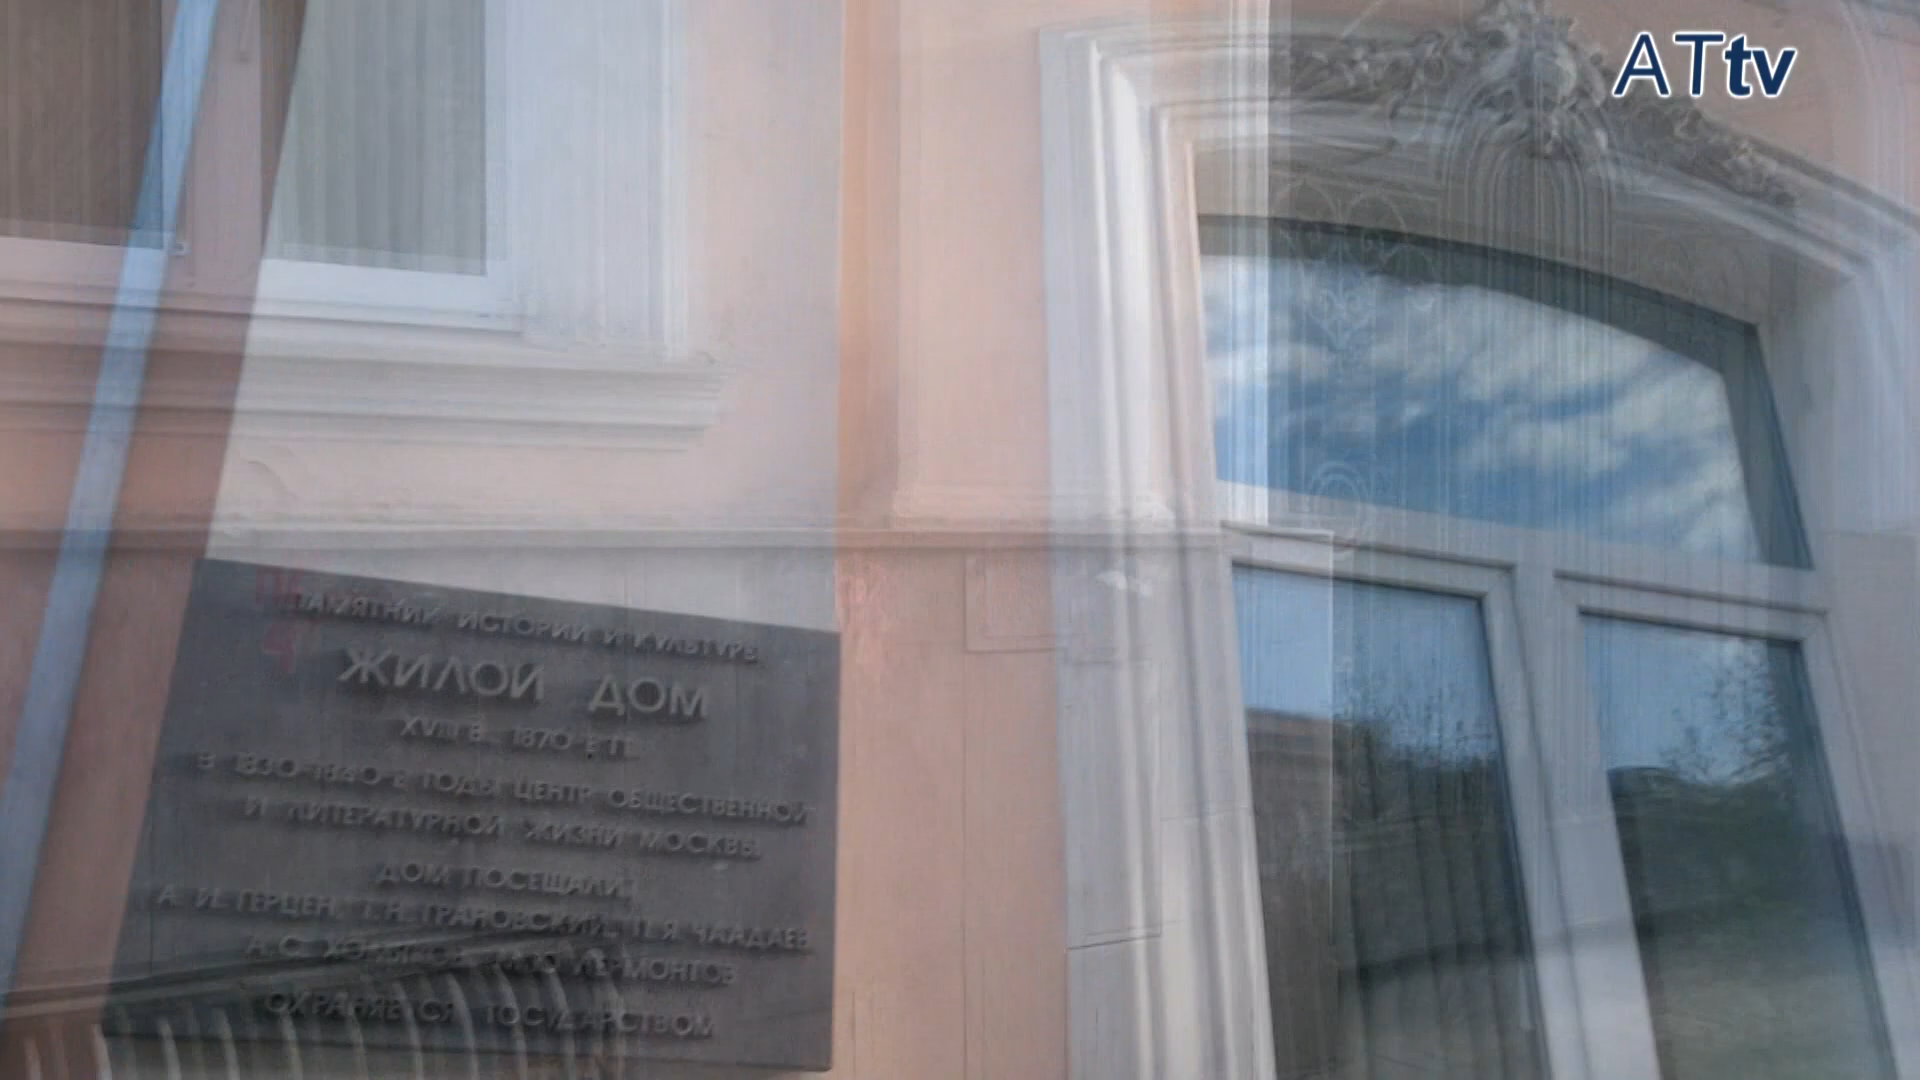 ATtv
ПАМЯТНИК ИСТОРИИ И КУЛЬТУРЫ
ЖИЛОЙ ДОМ
XVIII В., 1870-Е ГГ.
В 1830-1840-Е ГОДЫ ЦЕНТР ОБЩЕСТВЕННОЙ
И ЛИТЕРАТУРНОЙ ЖИЗНИ МОСКВЫ
ДОМ ПОСЕЩАЛИ:
А. И. ГЕРЦЕН, Т. Н. ГРАНОВСКИЙ, П. Я. ЧААДАЕВ
А. С. ХОМЯКОВ, М. Ю. ЛЕРМОНТОВ
ОХРАНЯЕТСЯ ГОСУДАРСТВОМ